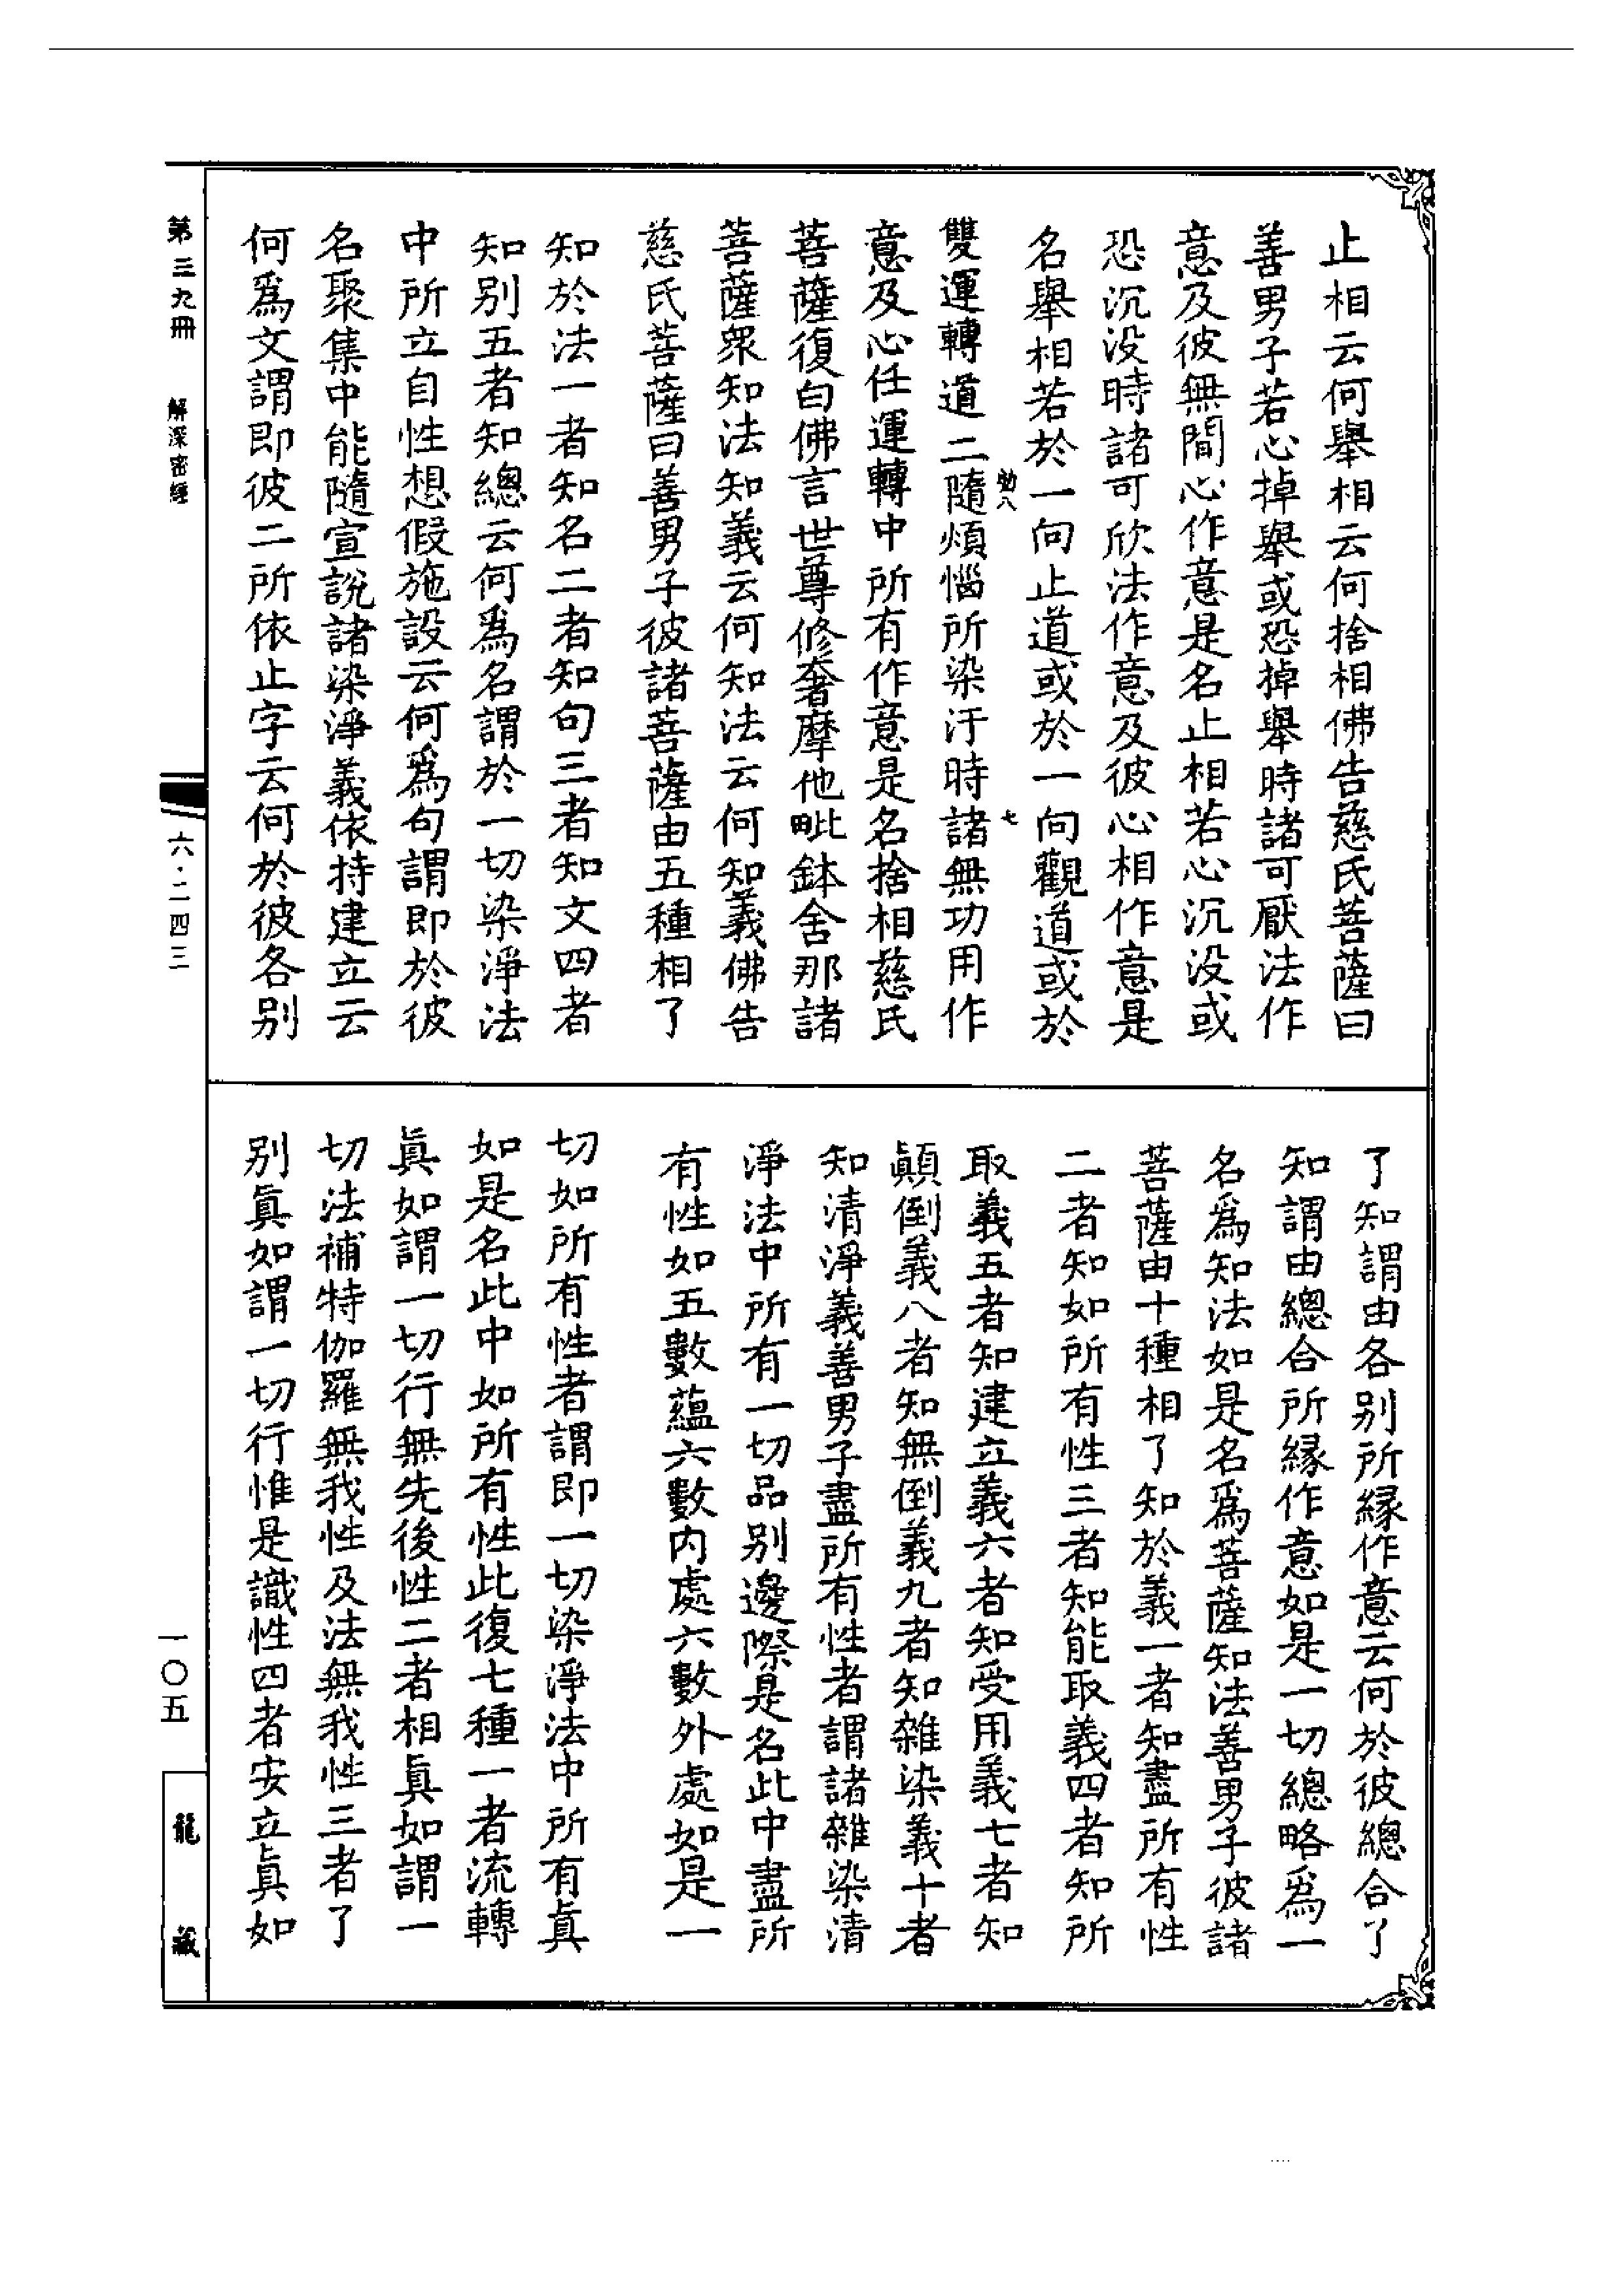 止相云何舉相云何捨相佛告慈氏菩薩曰
善男子若心掉舉或恐掉舉時諸可厭法作
意及彼無間心作意是名止相若心沉没或
恐沉没時諸可欣法作意及彼心相作意是
名舉相若於一向止道或於一向觀道或於
雙運轉道二隨煩惱所染汙時諸無功用作
意及心任運轉中所有作意是名捨相慈氏
菩薩復白佛言世尊修奢摩他毗鉢舍那諸
菩薩衆知法知義云何知法云何知義佛告
慈氏菩薩曰善男子彼諸菩薩由五種相了
知於法一者知名二者知句三者知文四者
知别五者知總云何爲名謂於一切染淨法
中所立自性想假施設云何爲句謂即於彼
名聚集中能隨宣説諸染淨義依持建立云
何爲文謂即彼二所依止字云何於彼各别
了知謂由各别所緣作意云何於彼總合了
知謂由總合所緣作意如是一切總略爲一
名爲知法如是名爲菩薩知法善男子彼諸
菩薩由十種相了知於義一者知盡所有性
二者知如所有性三者知能取義四者知所
取義五者知建立義六者知受用義七者知
顛倒義八者知無倒義九者知雜染義十者
知清淨義善男子盡所有性者謂諸雜染清
淨法中所有一切品别邊際是名此中盡所
有性如五數蘊六數内處六數外處如是一
切如所有性者謂即一切染淨法中所有眞
如是名此中如所有性此復七種一者流轉
眞如謂一切行無先後性二者相眞如謂一
切法補特伽羅無我性及法無我性三者了
别眞如謂一切行惟是識性四者安立眞如
第三九冊 解深密經
六·二四三
一〇五
龍藏